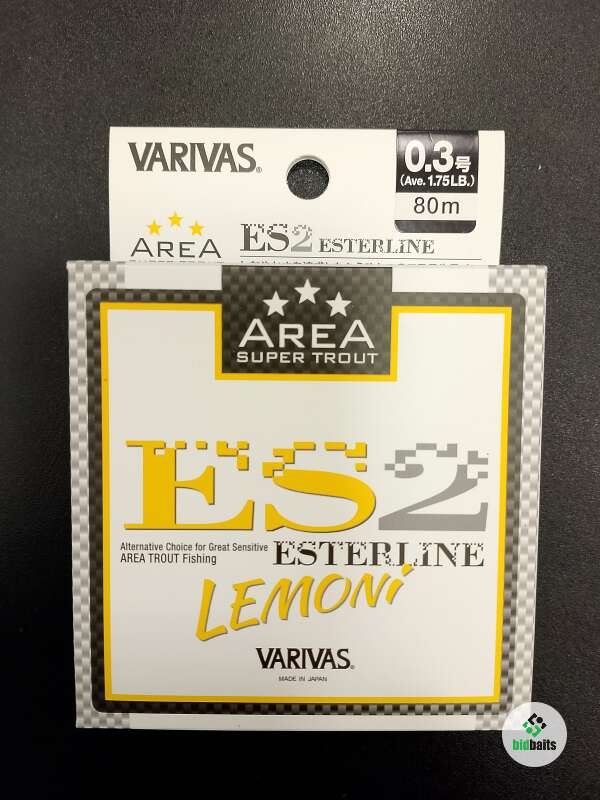 VARIVAS®
0.3号
(Ave. 1.75LB.)
80m
AREA
ES2 ESTERLINE
AREA
SUPER TROUT
ES2
Alternative Choice for Great Sensitive
AREA TROUT Fishing
ESTERLINE
LEMONi
VARIVAS®
MADE IN JAPAN
bidbaits